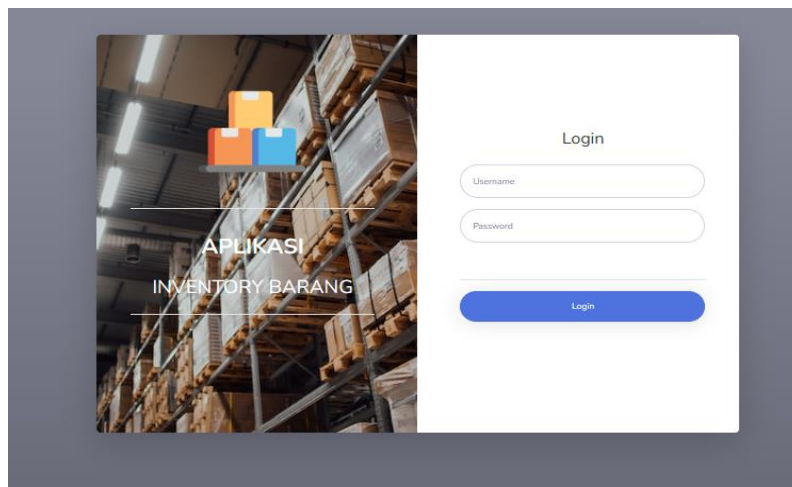 APLIKASI
INVENTORY BARANG
Login
Username
Password
Login